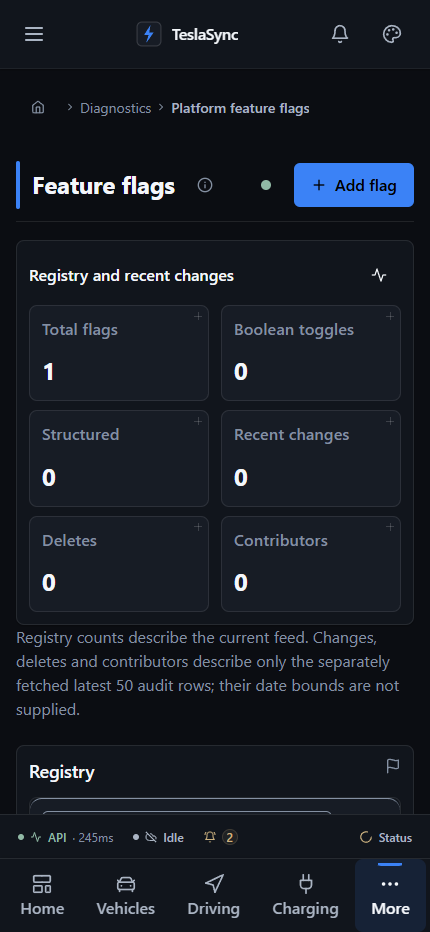 TeslaSync
Diagnostics
Platform feature flags
Feature flags
Add flag
Registry and recent changes
Total flags
Boolean toggles
1
0
Structured
Recent changes
0
0
Deletes
Contributors
0
0
Registry counts describe the current feed. Changes,
deletes and contributors describe only the separately
fetched latest 50 audit rows; their date bounds are not
supplied.
Registry
API · 245ms
Idle
2
Status
Home
Vehicles
Driving
Charging
More